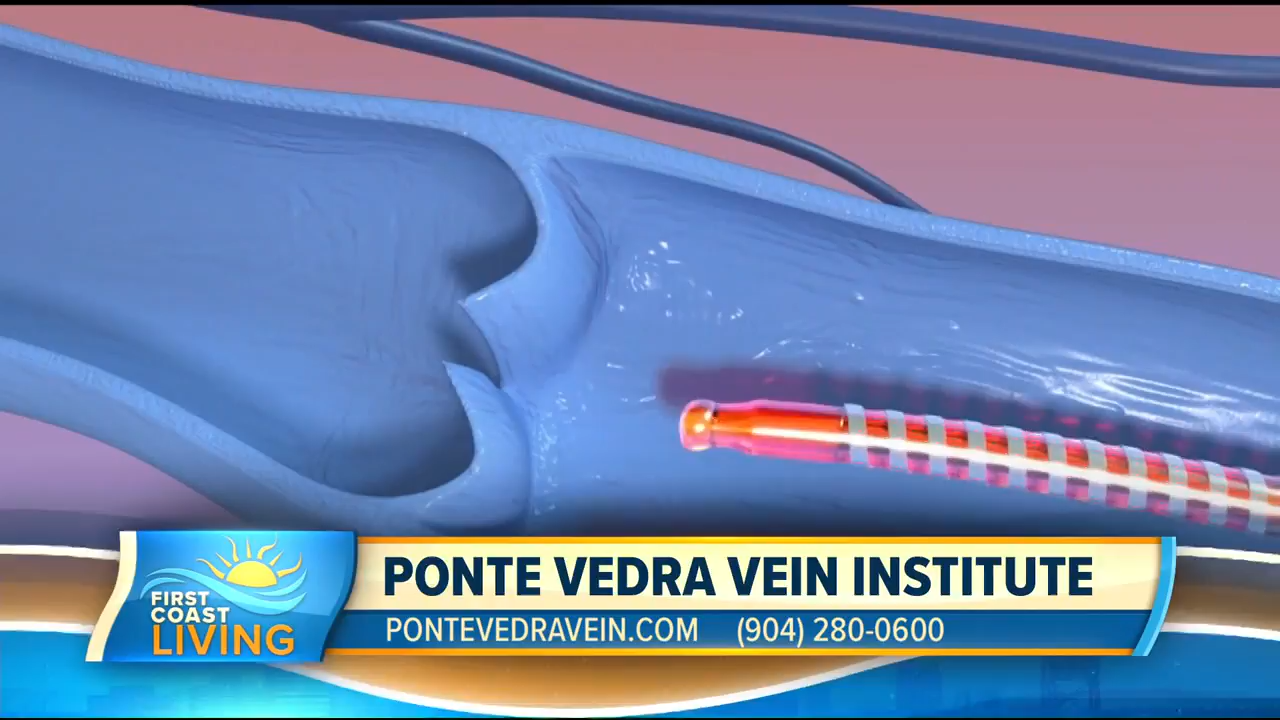 FIRST
COAST
LIVING
PONTE VEDRA VEIN INSTITUTE
PONTEVEDRAVEIN.COM (904) 280-0600